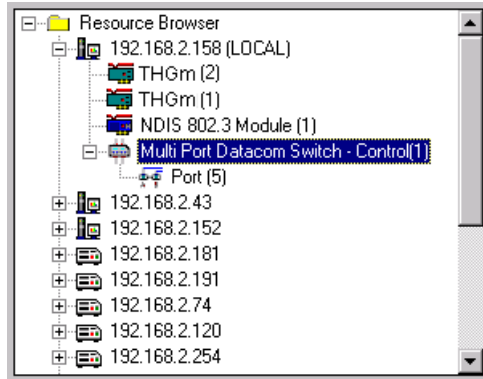 Resource Browser
192.168.2.158 (LOCAL)
THGm (2)
THGm (1)
NDIS 802.3 Module (1)
Multi Port Datacom Switch - Control(1)
Port (5)
192.168.2.43
192.168.2.152
192.168.2.181
192.168.2.191
192.168.2.74
192.168.2.120
192.168.2.254